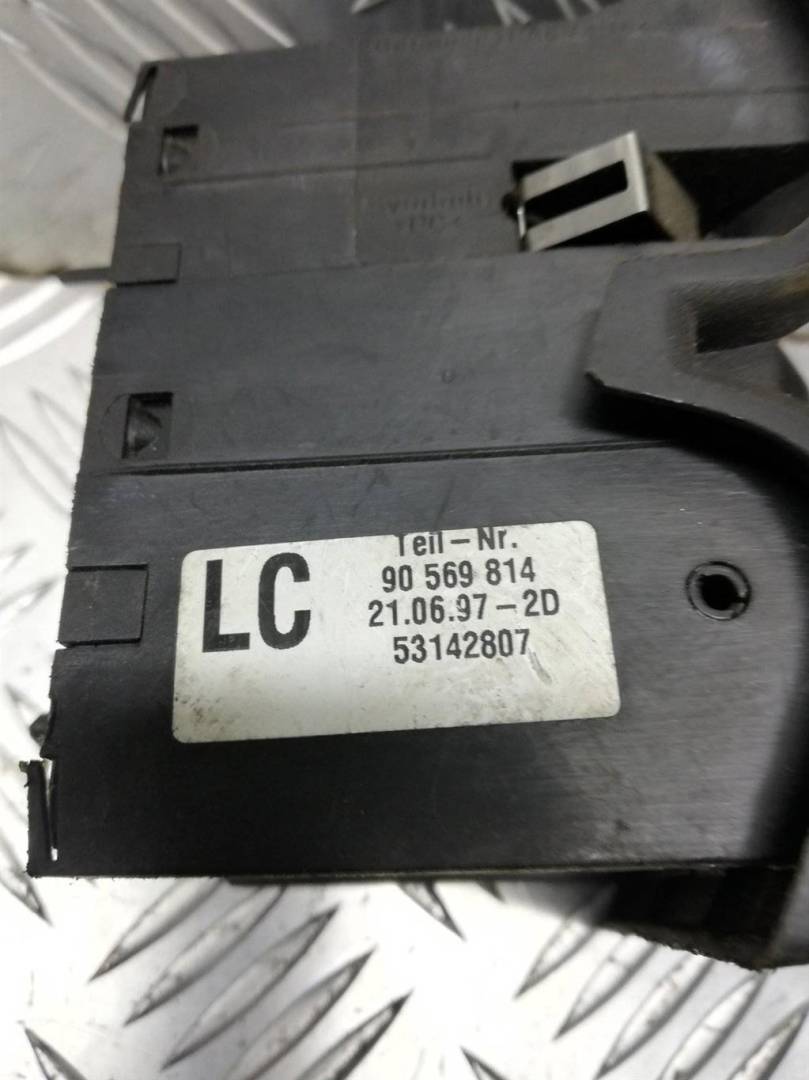 LC
Teil-Nr.
90 569 814
21.06.97-2D
53142807